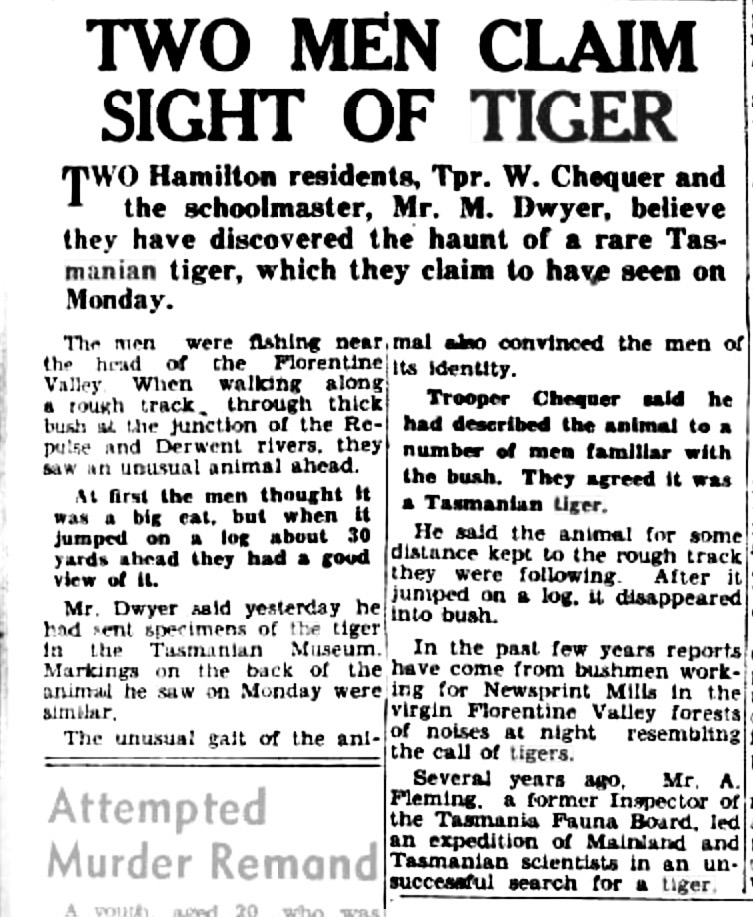 TWO MEN CLAIM
SIGHT OF TIGER
TWO Hamilton residents, Tpr. W. Chequer and
the schoolmaster, Mr. M. Dwyer, believe
they have discovered the haunt of a rare Tas-
manian tiger, which they claim to have seen on
Monday.
The men were fishing near
the head of the Florentine
Valley. When walking along
a rough track, through thick
bush at the junction of the Re-
pulse and Derwent rivers, they
saw an unusual animal ahead.
At first the men thought it
was a big cat, but when it
jumped on a log about 30
yards ahead they had a good
view of it.
Mr. Dwyer said yesterday he
had sent specimens of the tiger
in the Tasmanian Museum.
Markings on the back of the
animal he saw on Monday were
similar.
The unusual gait of the ani-
mal also convinced the men of
its identity.
Trooper Chequer said he
had described the animal to a
number of men familiar with
the bush. They agreed it was
a Tasmanian tiger.
He said the animal for some
distance kept to the rough track
they were following. After it
jumped on a log, it disappeared
into bush.
In the past few years reports
have come from bushmen work-
ing for Newsprint Mills in the
virgin Florentine Valley forests
of noises at night resembling
the call of tigers.
Several years ago, Mr. A.
Fleming, a former Inspector of
the Tasmania Fauna Board, led
an expedition of Mainland and
Tasmanian scientists in an un-
successful search for a tiger.
Attempted
Murder Remand
A youth, aged 20, who was